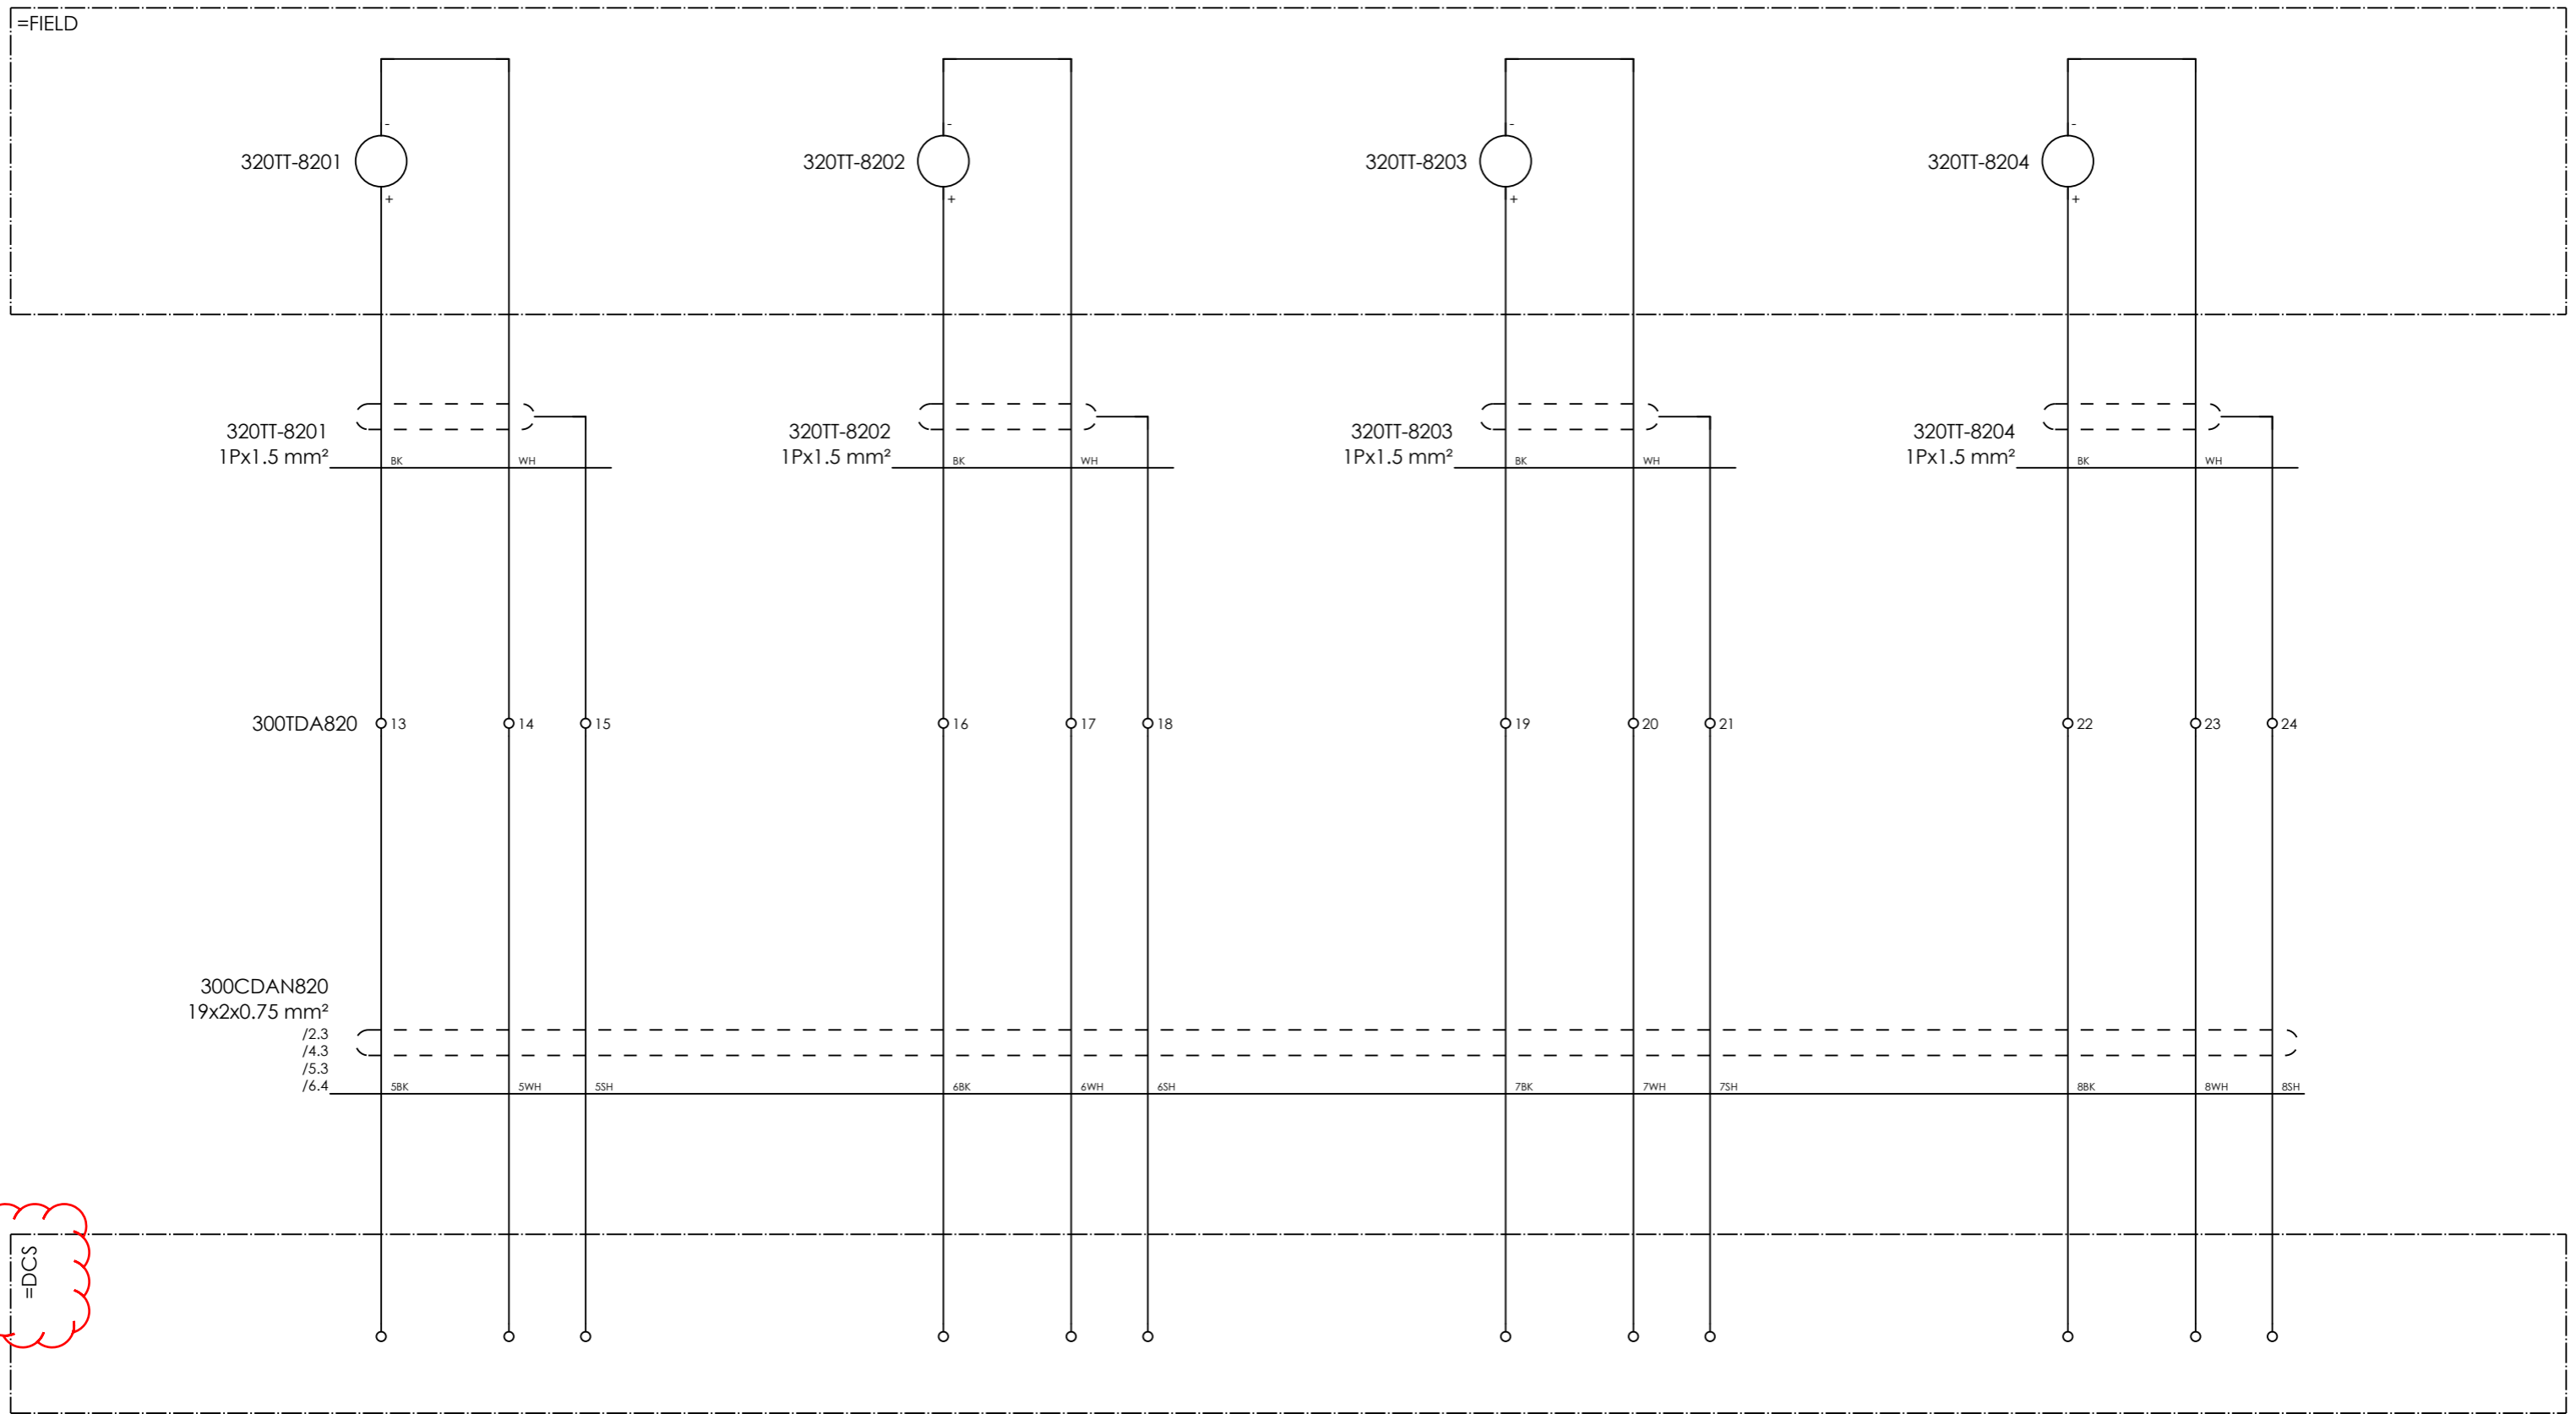 =FIELD
-
-
-
-
320TT-8201
320TT-8202
320TT-8203
320TT-8204
+
+
+
+
320TT-8201
1Px1.5 mm²
BK
WH
320TT-8202
1Px1.5 mm²
BK
WH
320TT-8203
1Px1.5 mm²
BK
WH
320TT-8204
1Px1.5 mm²
BK
WH
300TDA820
13
14
15
16
17
18
19
20
21
22
23
24
300CDAN820
19x2x0.75 mm²
/2.3
/4.3
/5.3
/6.4
5BK
5WH
5SH
6BK
6WH
6SH
7BK
7WH
7SH
8BK
8WH
8SH
=DCS